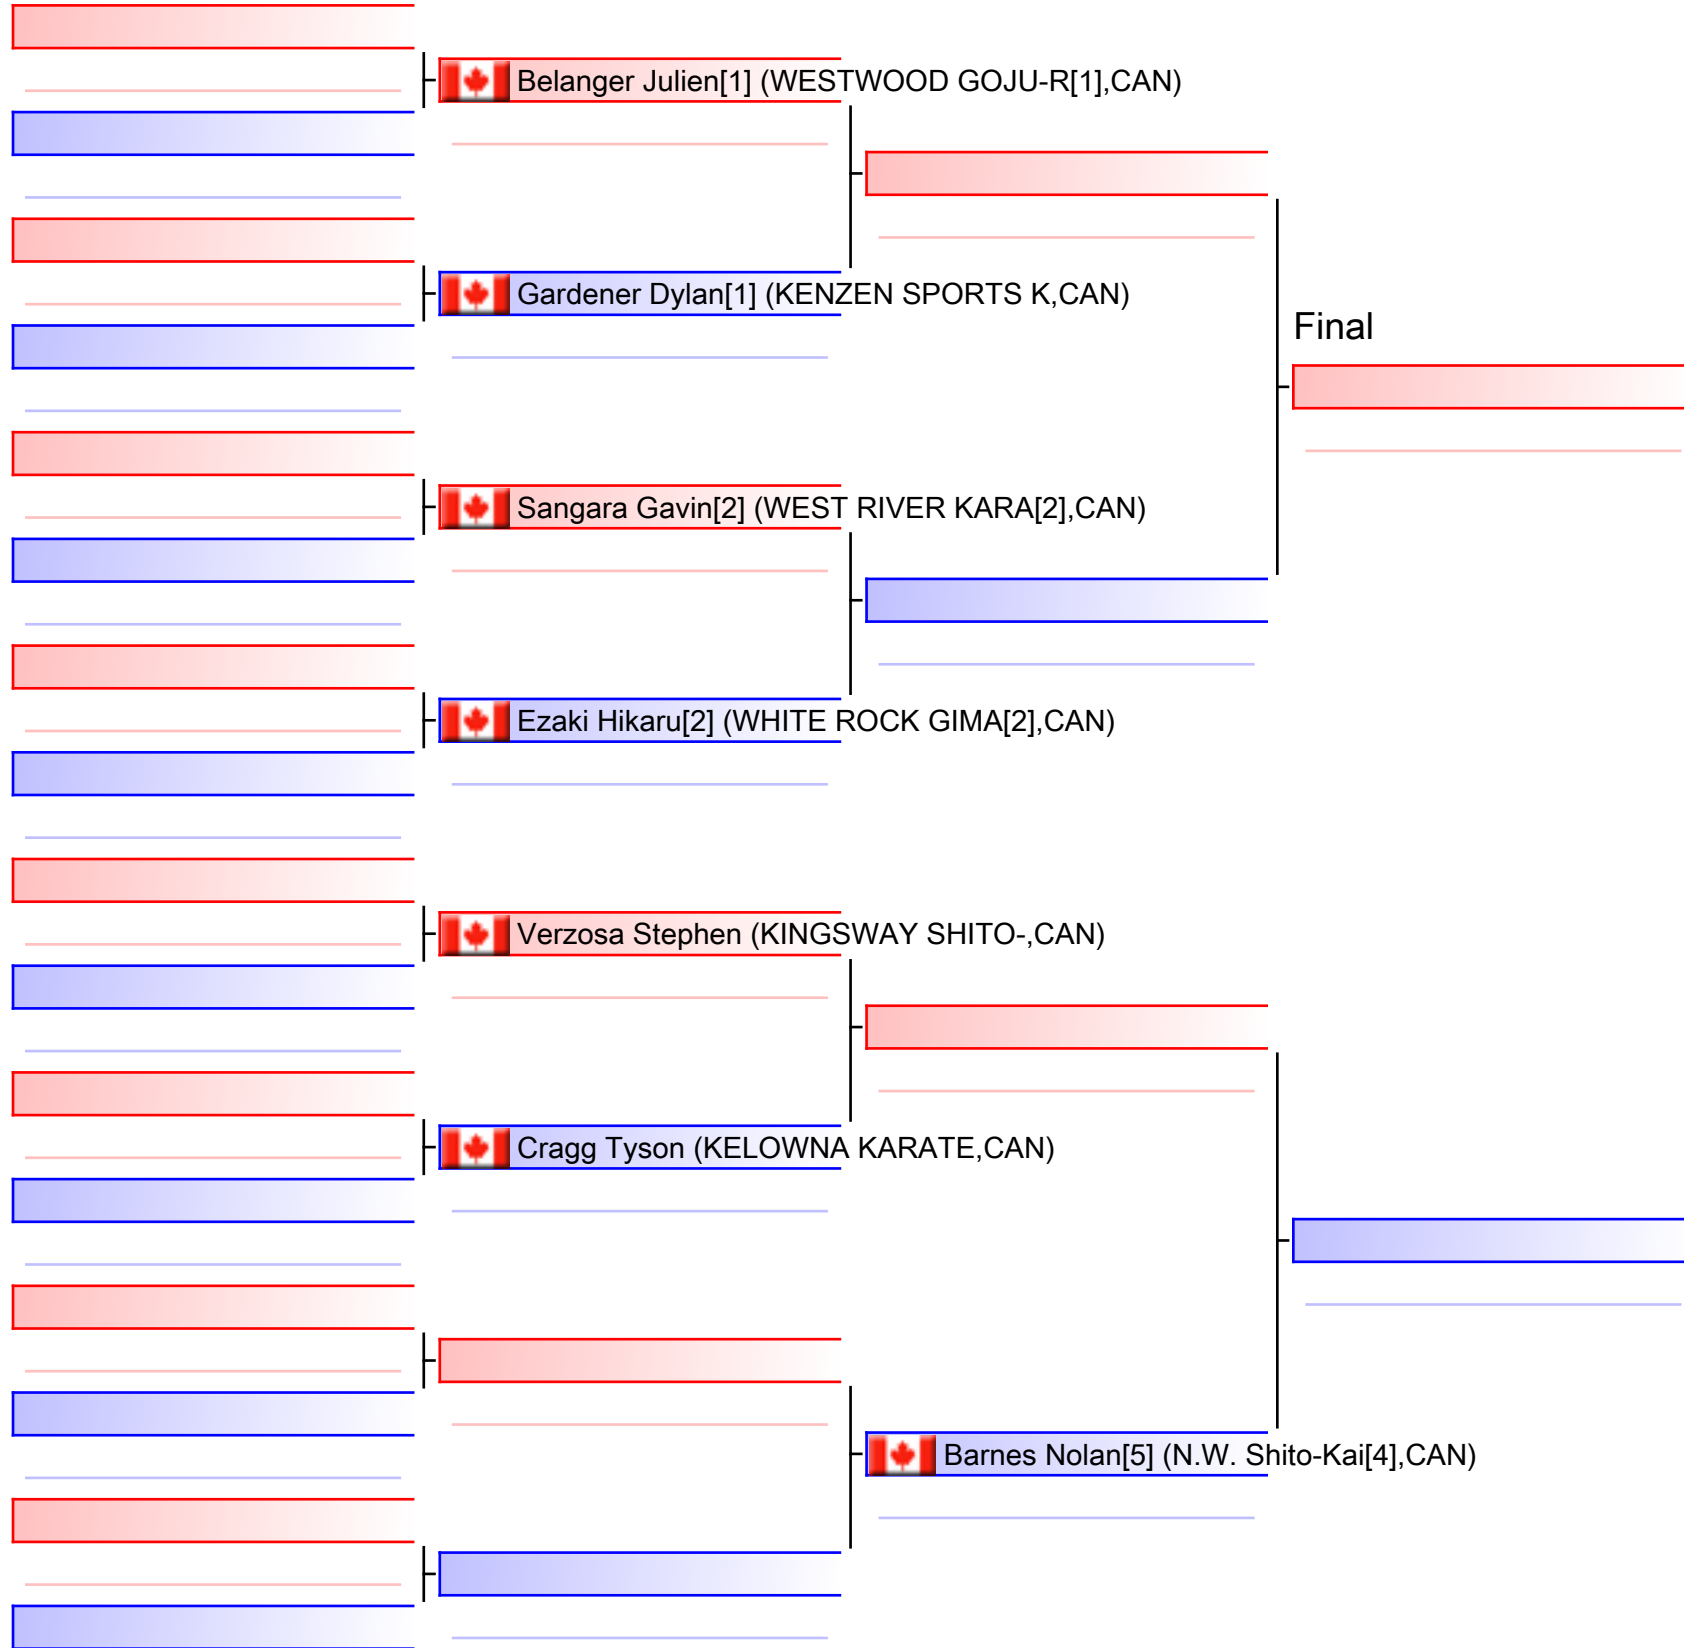 Belanger Julien[1] (WESTWOOD GOJU-R[1],CAN)
Gardener Dylan[1] (KENZEN SPORTS K,CAN)
Final
Sangara Gavin[2] (WEST RIVER KARA[2],CAN)
Ezaki Hikaru[2] (WHITE ROCK GIMA[2],CAN)
Verzosa Stephen (KINGSWAY SHITO-,CAN)
Cragg Tyson (KELOWNA KARATE,CAN)
Barnes Nolan[5] (N.W. Shito-Kai[4],CAN)